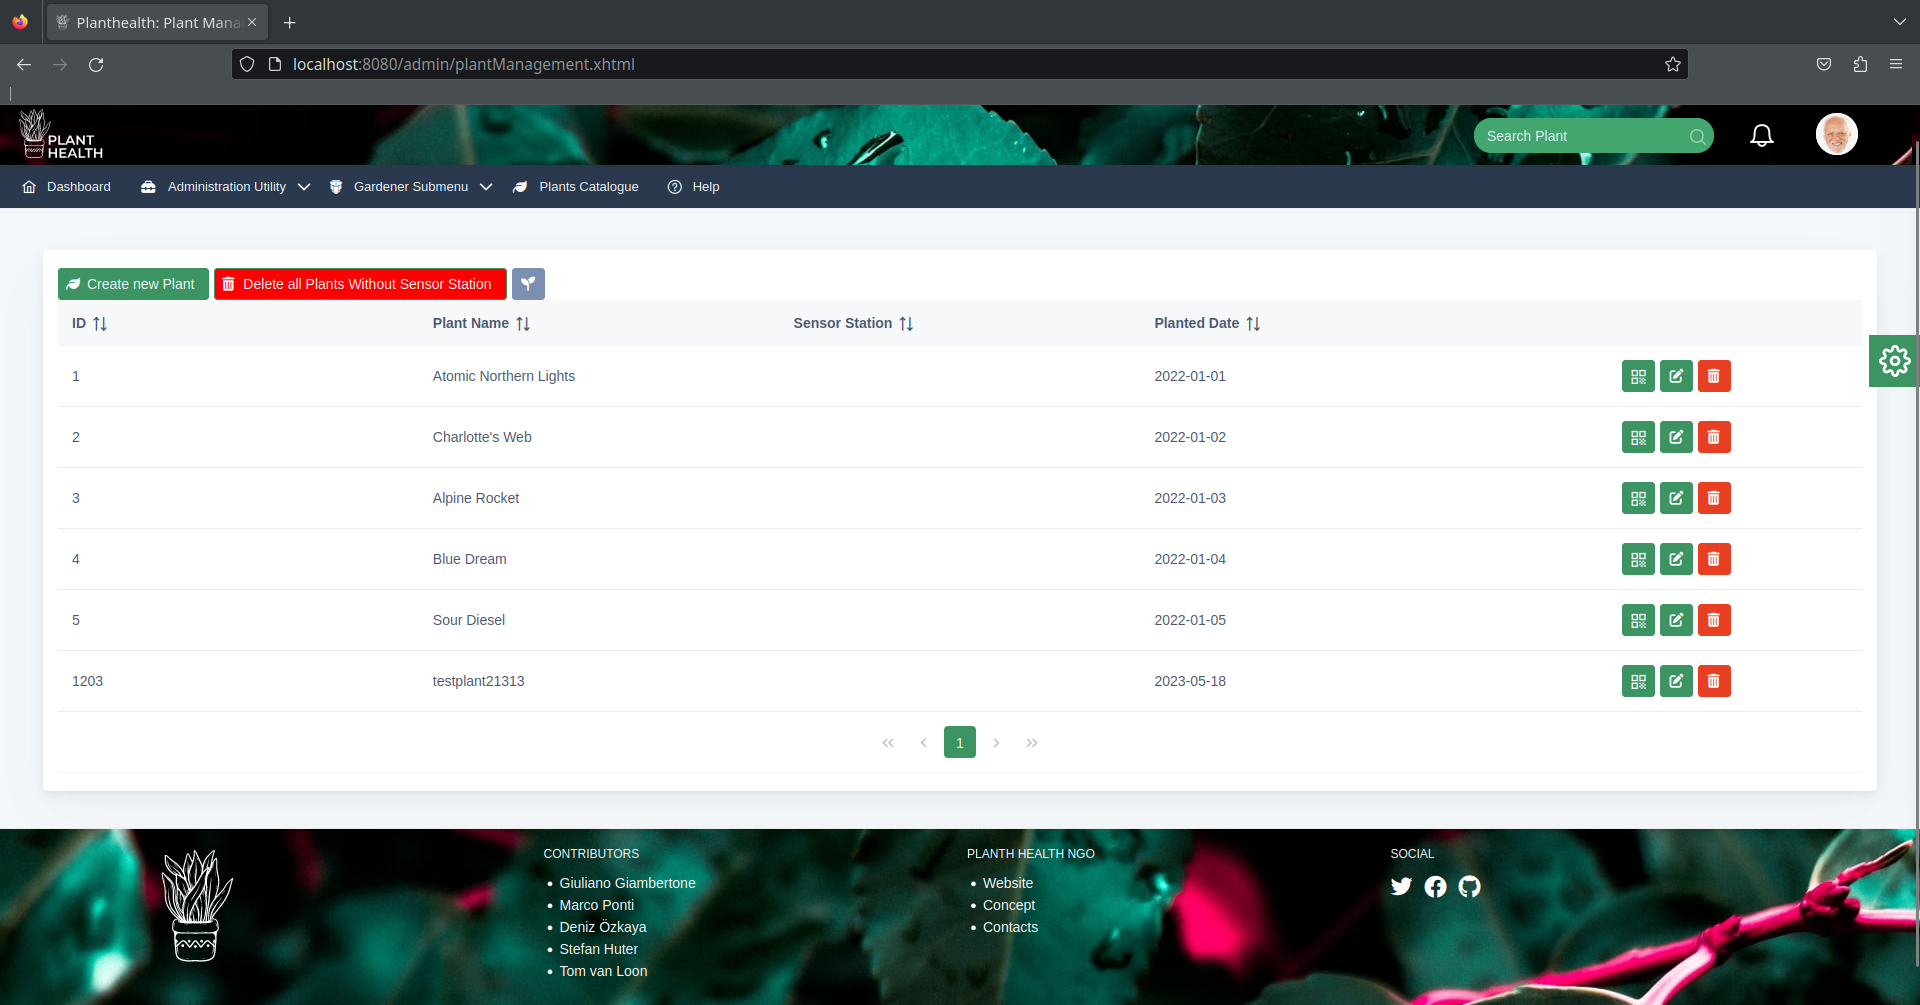 Planthealth: Plant Mana
localhost:8080/admin/plantManagement.xhtml
PLANT
HEALTH
Search Plant
Dashboard Administration Utility Gardener Submenu Plants Catalogue Help
Create new Plant Delete all Plants Without Sensor Station
ID Plant Name Sensor Station Planted Date
1 Atomic Northern Lights 2022-01-01
2 Charlotte's Web 2022-01-02
3 Alpine Rocket 2022-01-03
4 Blue Dream 2022-01-04
5 Sour Diesel 2022-01-05
1203 testplant21313 2023-05-18
1
CONTRIBUTORS
Giuliano Giambertone
Marco Ponti
Deniz Özkaya
Stefan Huter
Tom van Loon
PLANTH HEALTH NGO
Website
Concept
Contacts
SOCIAL